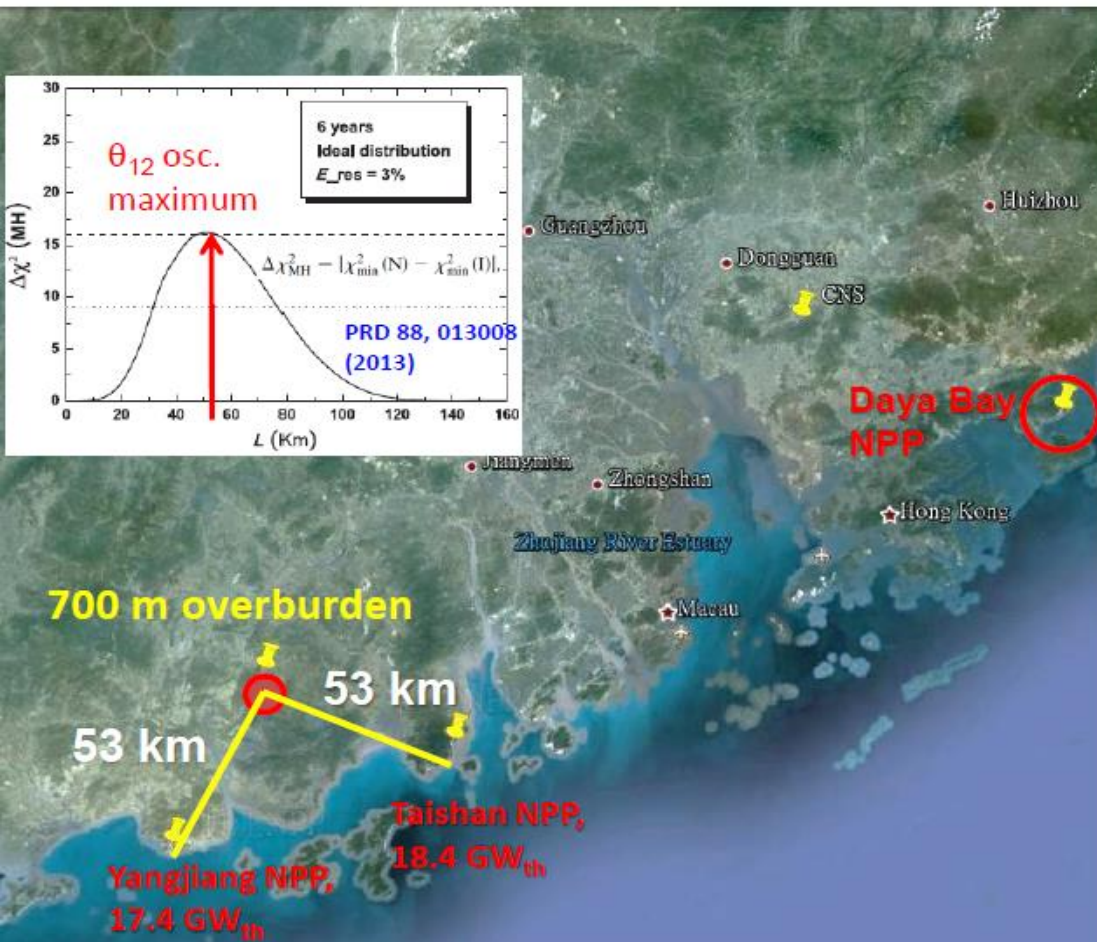 30
25
20
15
10
5
0
0 20 40 60 80 100 120 140 160
Δχ² (MH)
L (Km)
θ₁₂ osc.
maximum
6 years
Ideal distribution
E_res = 3%
Δχ²_MH = |χ²_min (N) − χ²_min (I)|,
PRD 88, 013008
(2013)
Guangzhou
Huizhou
Dongguan
CNS
Daya Bay
NPP
Jiangmen
Zhongshan
Hong Kong
Zhujiang River Estuary
Macau
700 m overburden
53 km
53 km
Taishan NPP,
18.4 GWth
Yangjiang NPP,
17.4 GWth